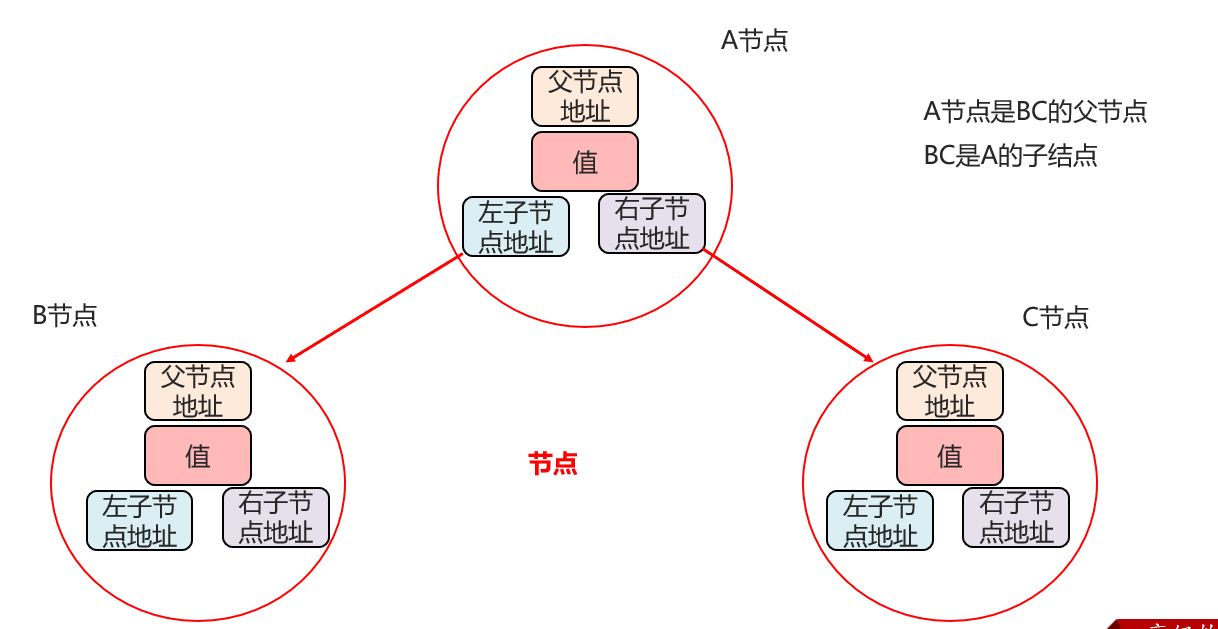 A节点
父节点
地址
值
左子节
点地址
右子节
点地址
A节点是BC的父节点
BC是A的子结点
B节点
父节点
地址
值
左子节
点地址
右子节
点地址
节点
C节点
父节点
地址
值
左子节
点地址
右子节
点地址